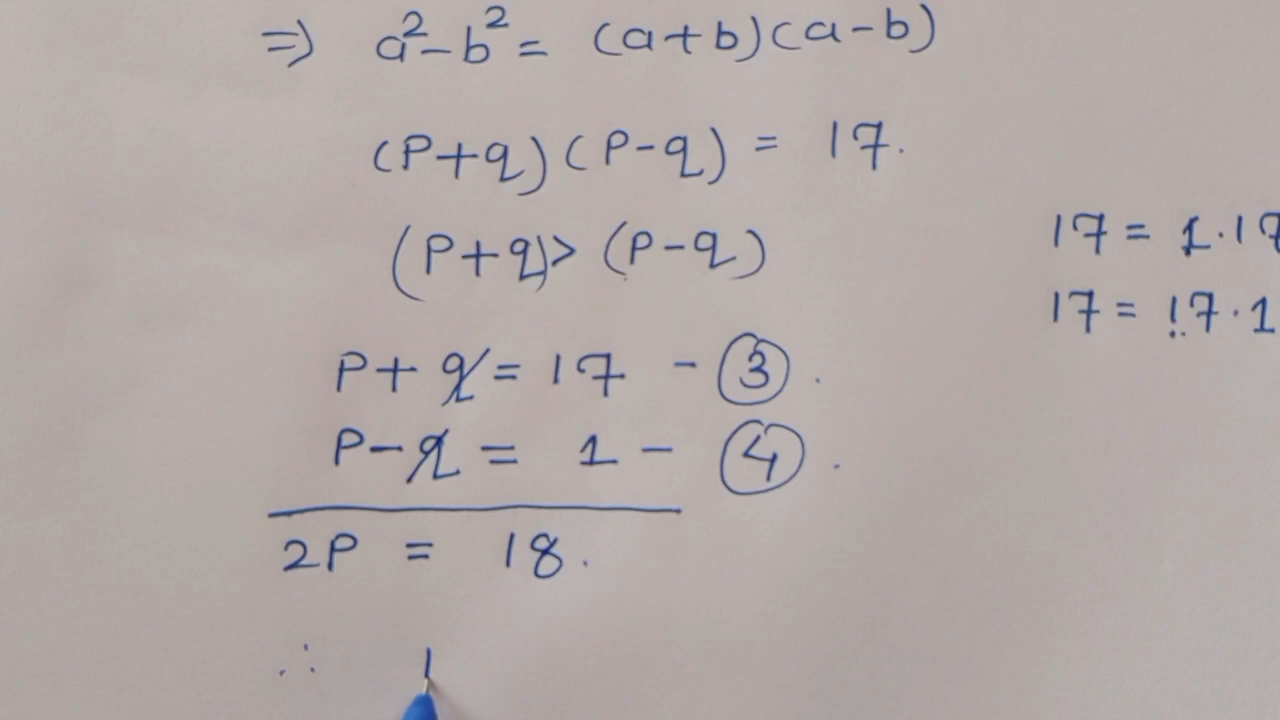 ⇒ a²-b² = (a+b)(a-b)
(P+q)(P-q) = 17.
(P+q)> (P-q)
17 = 1.17
17 = 17.1
P+q = 17 - ③.
P-q = 1 - ④.
2P = 18.
∴